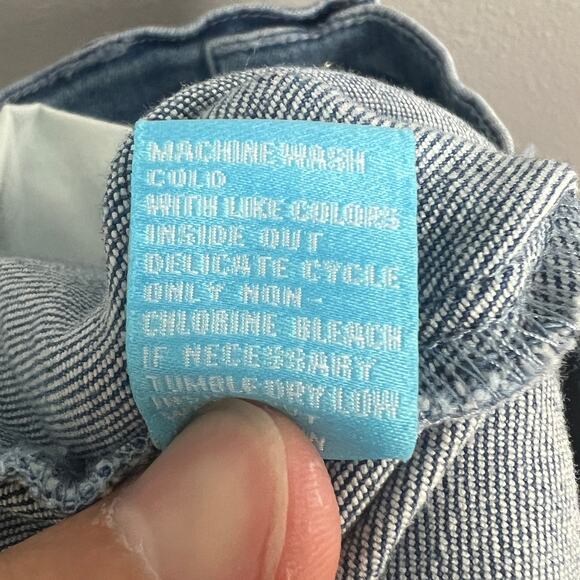 MACHINE WASH
COLD
WITH LIKE COLORS
INSIDE OUT
DELICATE CYCLE
ONLY NON-
CHLORINE BLEACH
IF NECESSARY
TUMBLE DRY LOW